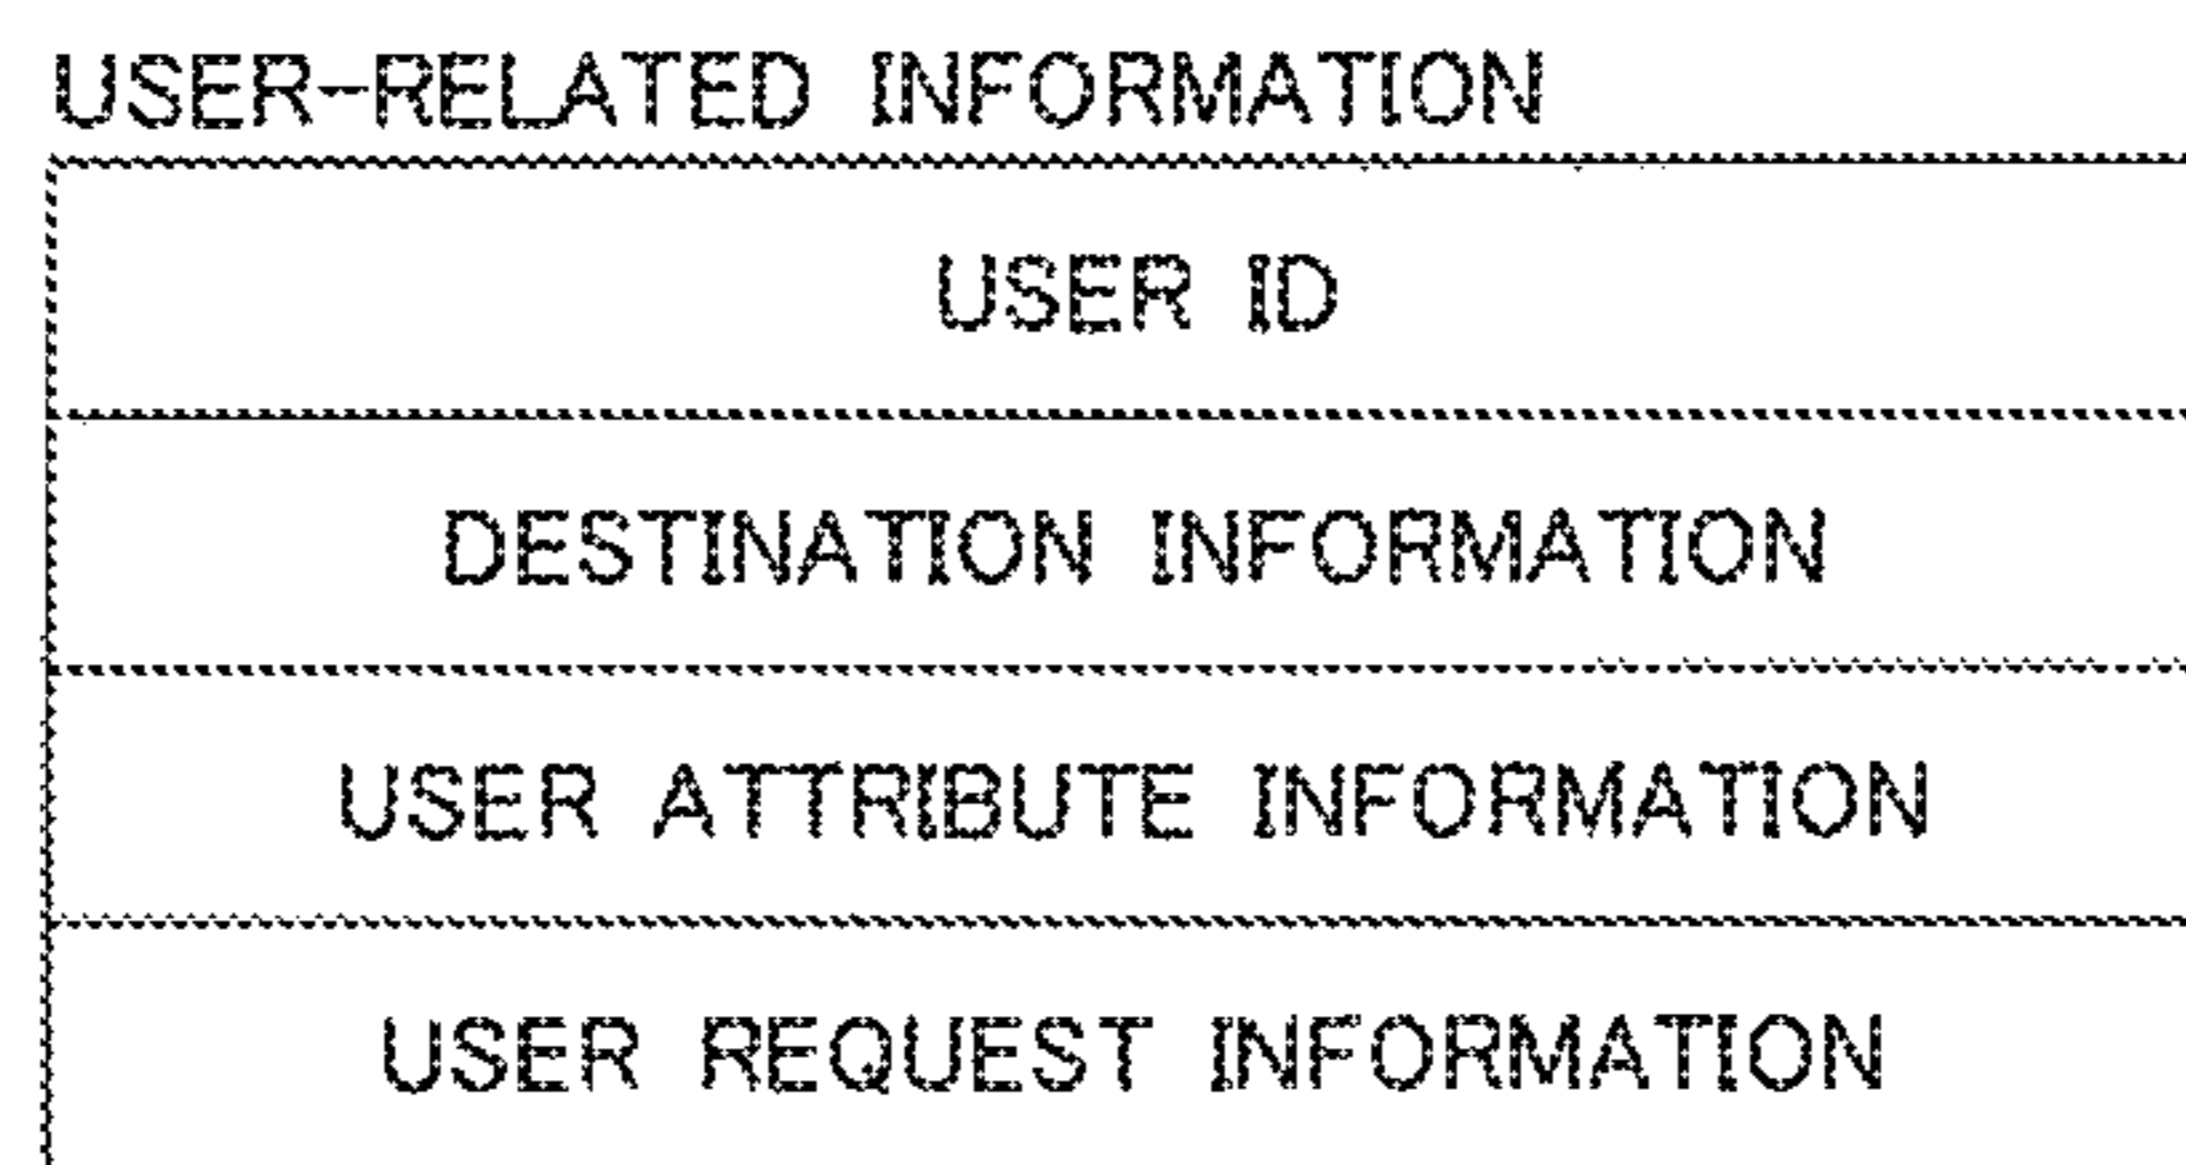 USER-RELATED INFORMATION
USER ID
DESTINATION INFORMATION
USER ATTRIBUTE INFORMATION
USER REQUEST INFORMATION